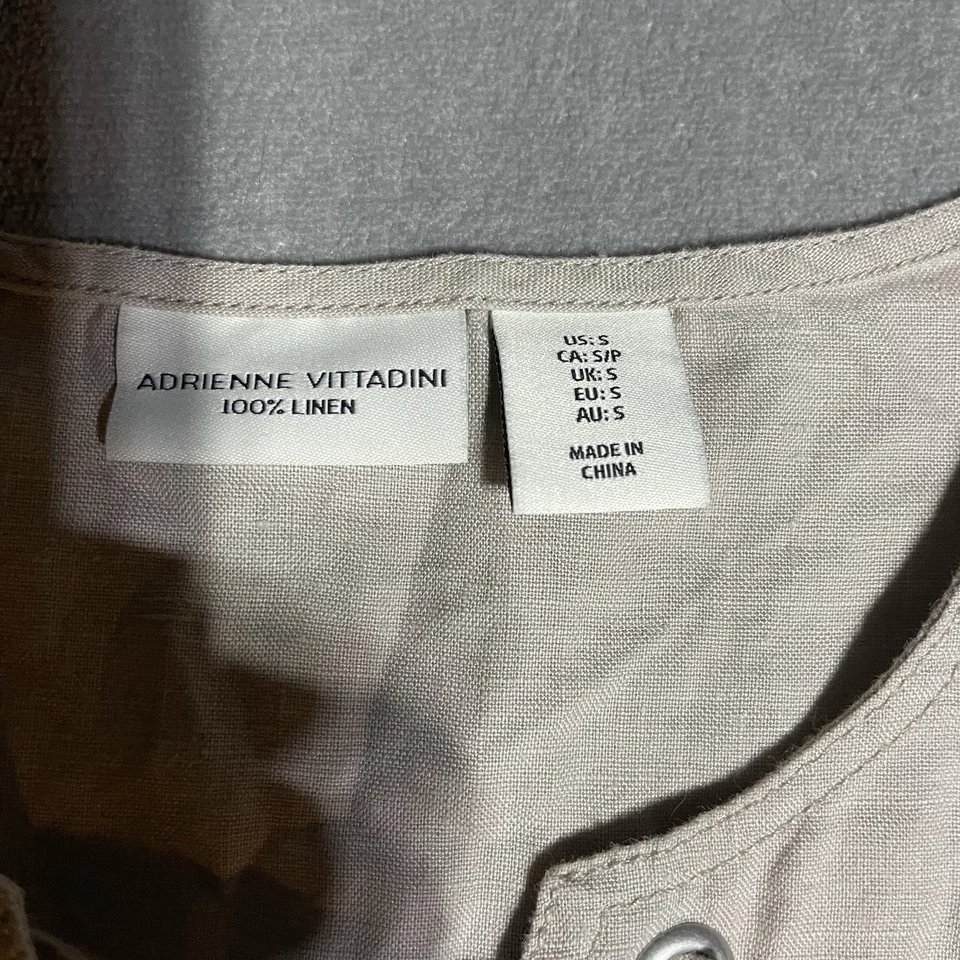 ADRIENNE VITTADINI
100% LINEN
US: S
CA: S/P
UK: S
EU: S
AU: S
MADE IN
CHINA